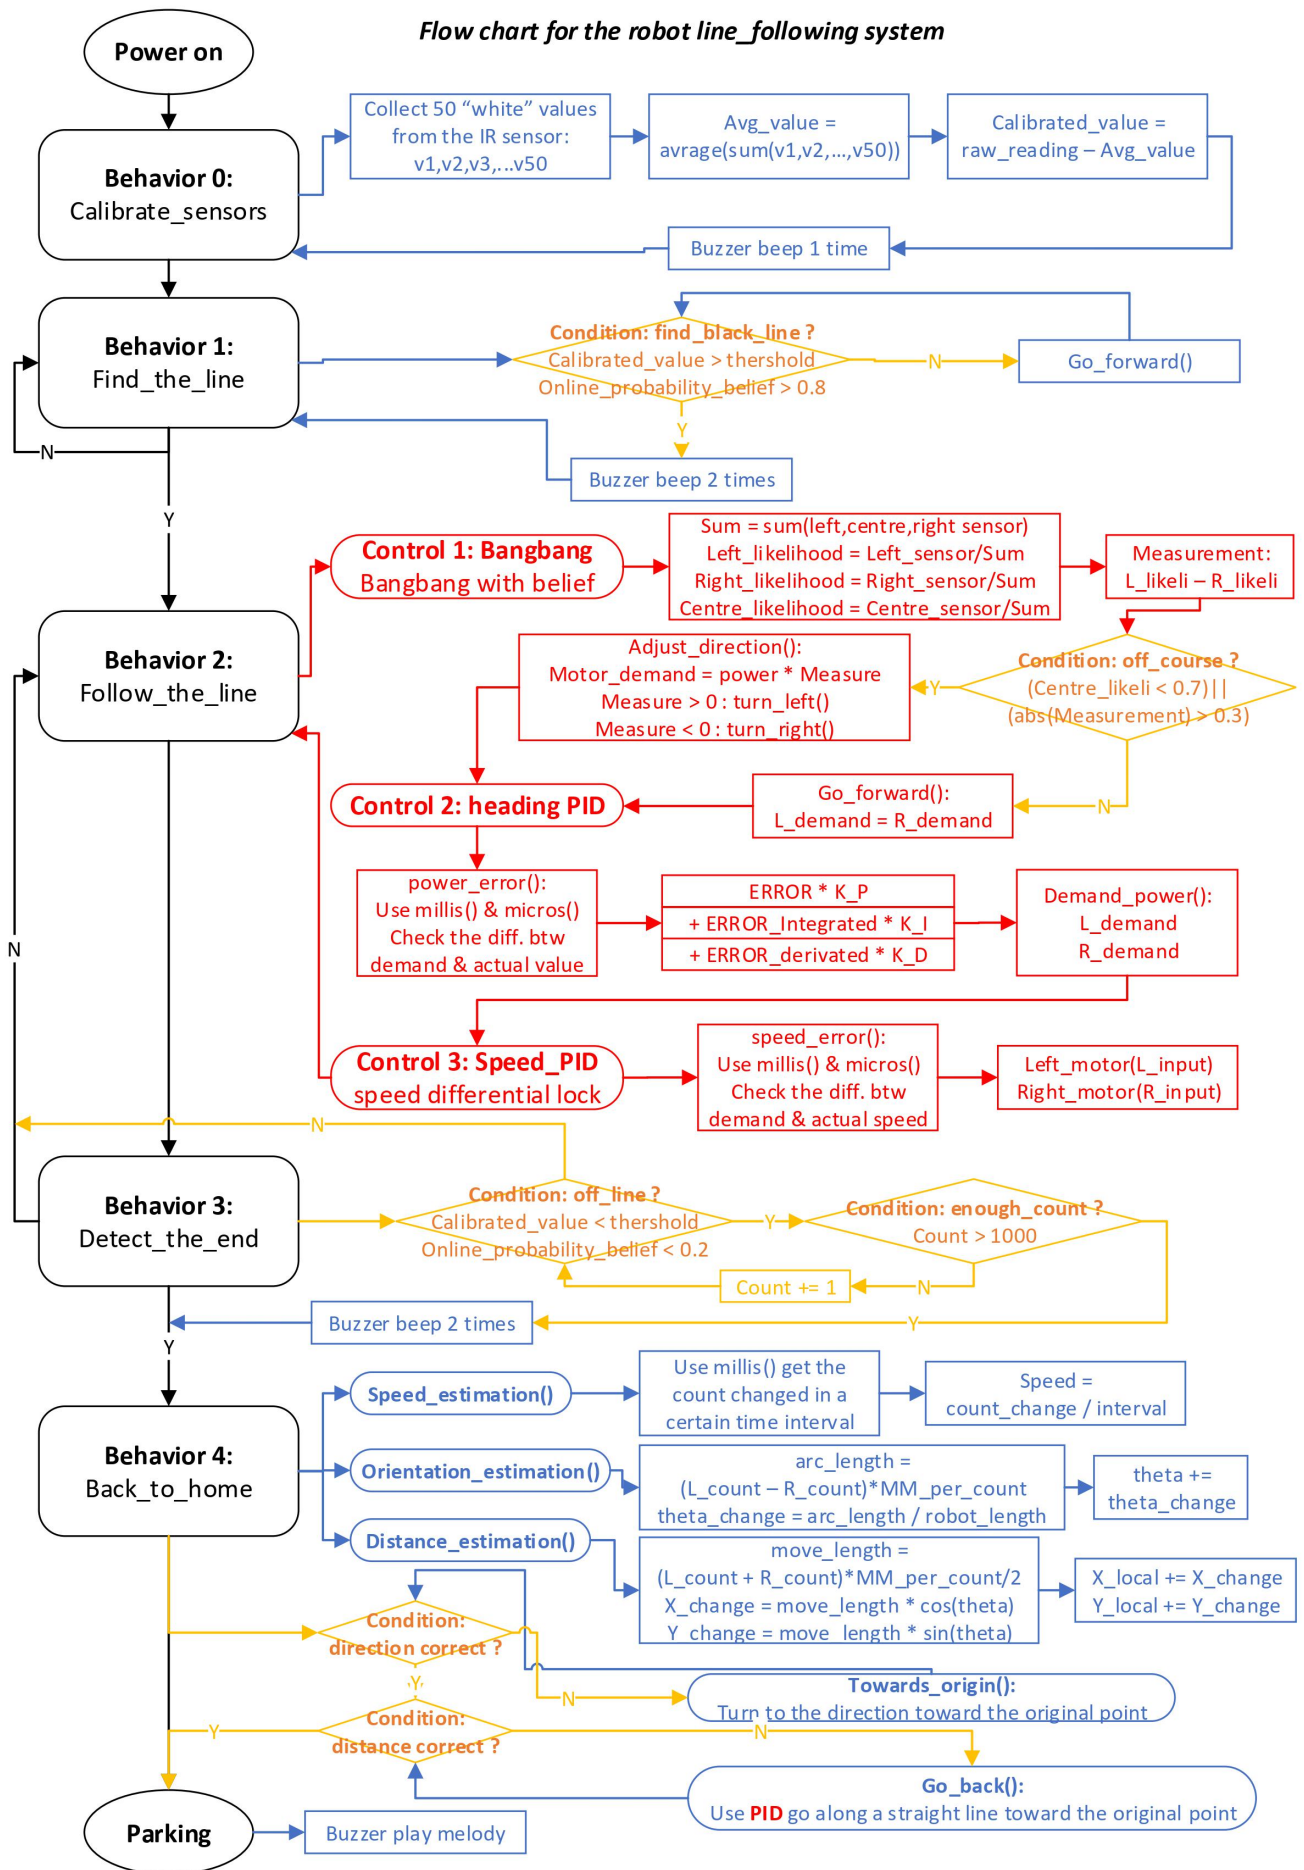 Flow chart for the robot line_following system
Power on
Behavior 0:
Calibrate_sensors
Collect 50 “white” values
from the IR sensor:
v1,v2,v3,...v50
Avg_value =
avrage(sum(v1,v2,...,v50))
Calibrated_value =
raw_reading – Avg_value
Buzzer beep 1 time
Behavior 1:
Find_the_line
Condition: find_black_line ?
Calibrated_value > thershold
Online_probability_belief > 0.8
N
Go_forward()
Y
Buzzer beep 2 times
N
Y
Behavior 2:
Follow_the_line
Control 1: Bangbang
Bangbang with belief
Sum = sum(left,centre,right sensor)
Left_likelihood = Left_sensor/Sum
Right_likelihood = Right_sensor/Sum
Centre_likelihood = Centre_sensor/Sum
Measurement:
L_likeli – R_likeli
Condition: off_course ?
(Centre_likeli < 0.7)||
(abs(Measurement) > 0.3)
Y
Adjust_direction():
Motor_demand = power * Measure
Measure > 0 : turn_left()
Measure < 0 : turn_right()
N
Go_forward():
L_demand = R_demand
Control 2: heading PID
power_error():
Use millis() & micros()
Check the diff. btw
demand & actual value
ERROR * K_P
+ ERROR_Integrated * K_I
+ ERROR_derivated * K_D
Demand_power():
L_demand
R_demand
Control 3: Speed_PID
speed differential lock
speed_error():
Use millis() & micros()
Check the diff. btw
demand & actual speed
Left_motor(L_input)
Right_motor(R_input)
N
N
Behavior 3:
Detect_the_end
Condition: off_line ?
Calibrated_value < thershold
Online_probability_belief < 0.2
Y
Condition: enough_count ?
Count > 1000
N
Count += 1
Y
Buzzer beep 2 times
Y
Behavior 4:
Back_to_home
Speed_estimation()
Use millis() get the
count changed in a
certain time interval
Speed =
count_change / interval
Orientation_estimation()
arc_length =
(L_count – R_count)*MM_per_count
theta_change = arc_length / robot_length
theta +=
theta_change
Distance_estimation()
move_length =
(L_count + R_count)*MM_per_count/2
X_change = move_length * cos(theta)
Y_change = move_length * sin(theta)
X_local += X_change
Y_local += Y_change
Condition:
direction correct ?
N
Towards_origin():
Turn to the direction toward the original point
Y
Condition:
distance correct ?
Y
N
Go_back():
Use PID go along a straight line toward the original point
Parking
Buzzer play melody